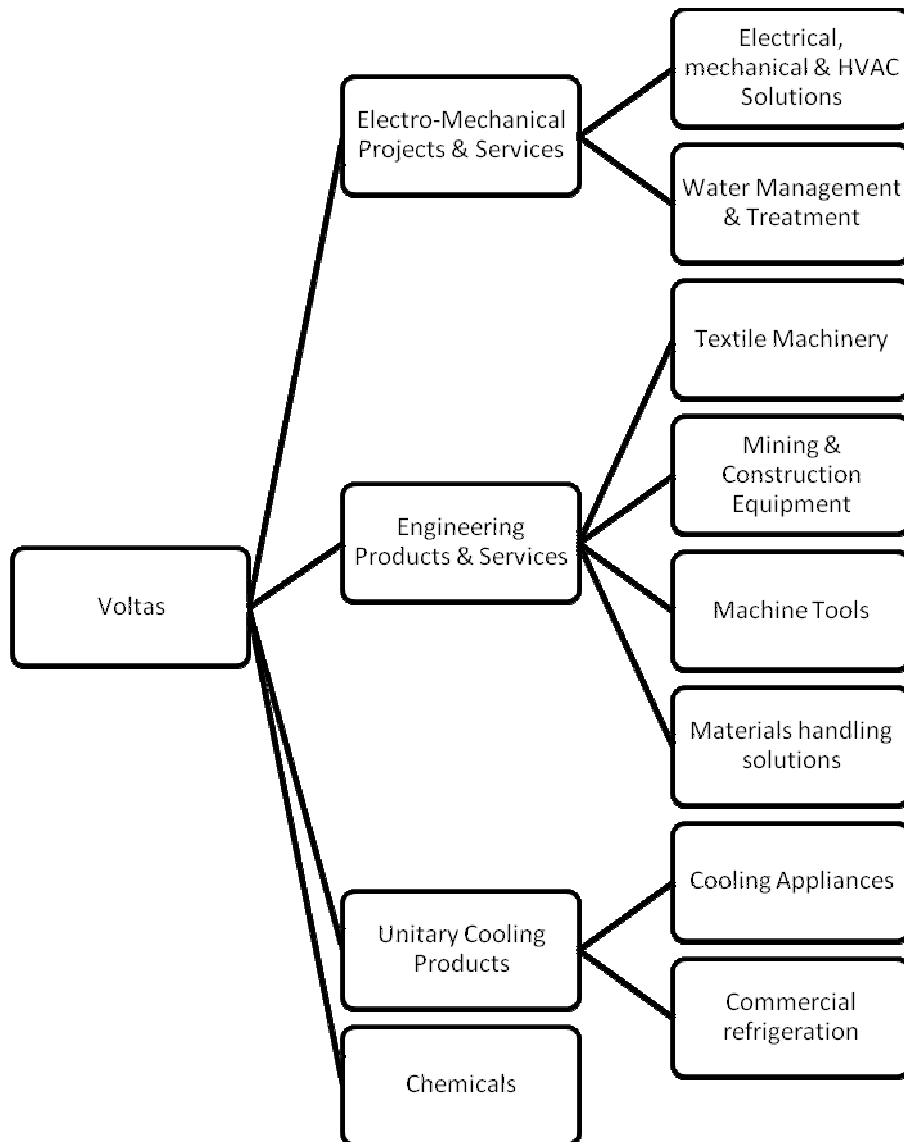 Electrical,
mechanical & HVAC
Solutions
Electro-Mechanical
Projects & Services
Water Management
& Treatment
Textile Machinery
Mining &
Construction
Equipment
Engineering
Products & Services
Voltas
Machine Tools
Materials handling
solutions
Cooling Appliances
Unitary Cooling
Products
Commercial
refrigeration
Chemicals